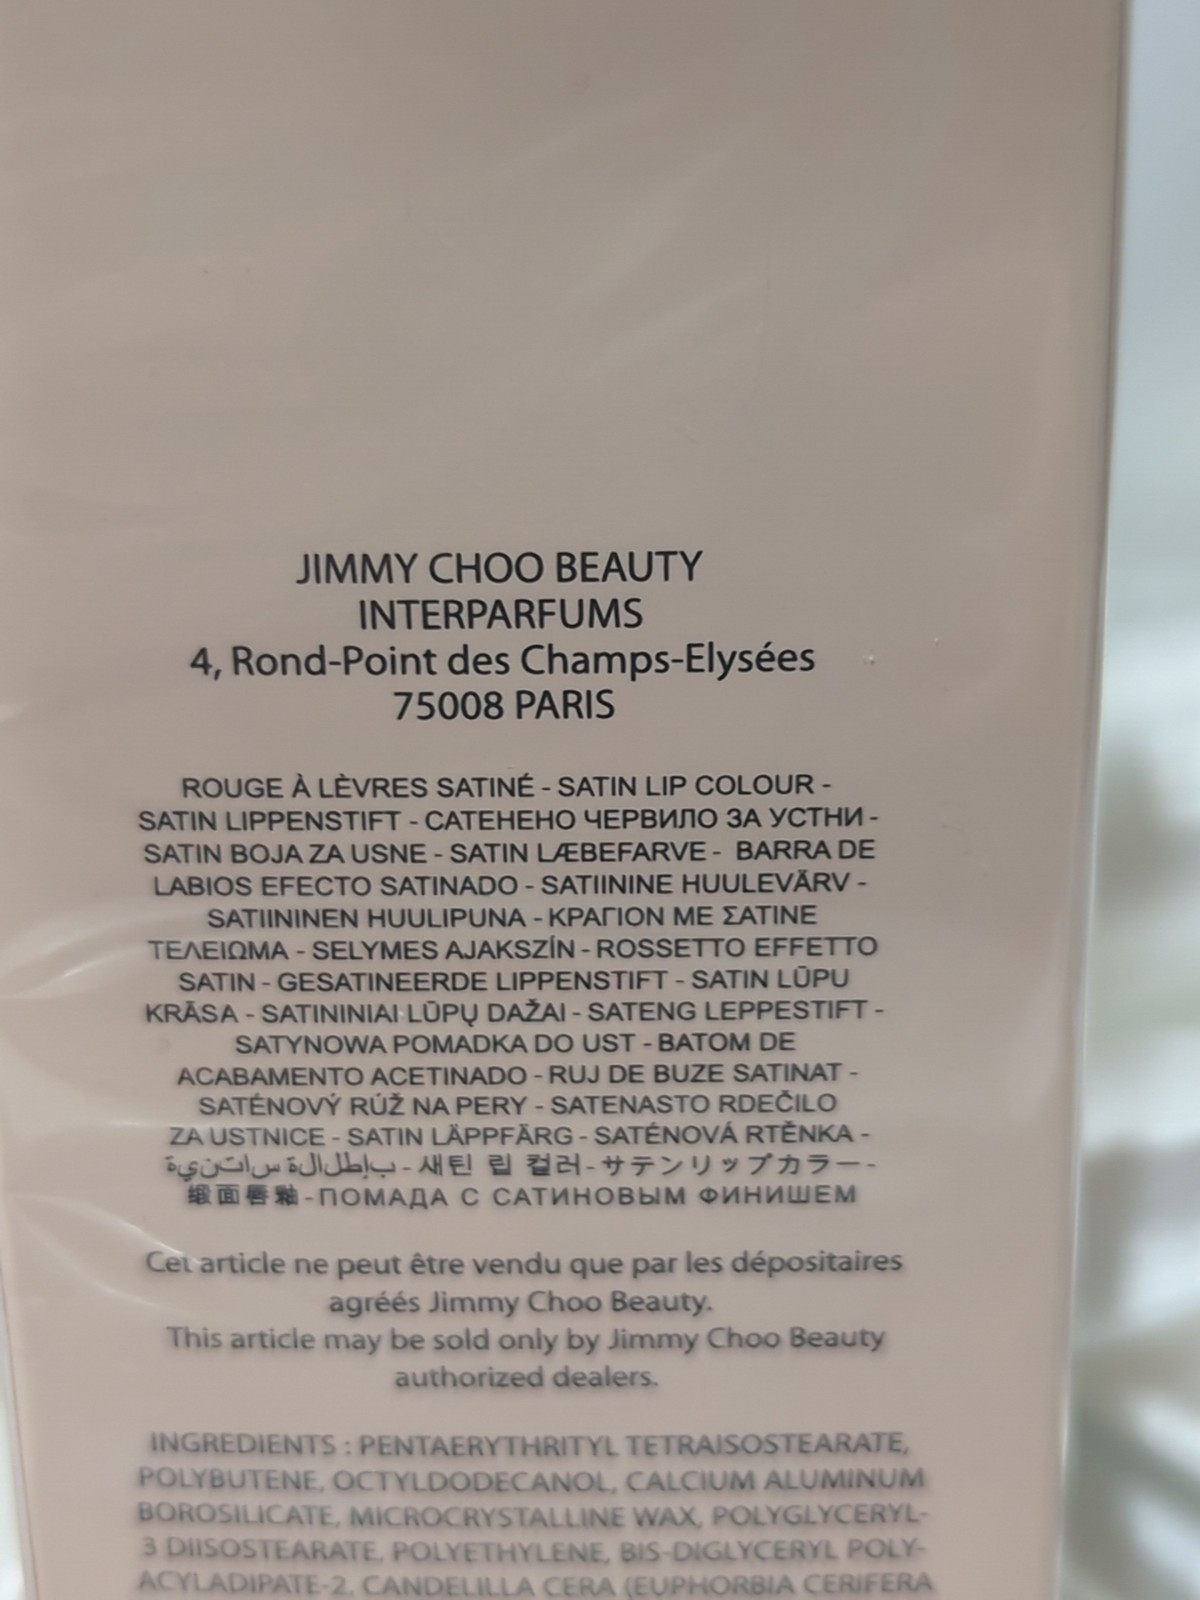 JIMMY CHOO BEAUTY
INTERPARFUMS
4, Rond-Point des Champs-Elysées
75008 PARIS
ROUGE À LÈVRES SATINÉ - SATIN LIP COLOUR -
SATIN LIPPENSTIFT - САТЕНЕНО ЧЕРВИЛО ЗА УСТНИ -
SATIN BOJA ZA USNE - SATIN LÆBEFARVE - BARRA DE
LABIOS EFECTO SATINADO - SATIININE HUULEVÄRV -
SATIININEN HUULIPUNA - ΚΡΑΓΙΟΝ ΜΕ ΣΑΤΙΝΕ
ΤΕΛΕΙΩΜΑ - SELYMES AJAKSZÍN - ROSSETTO EFFETTO
SATIN - GESATINEERDE LIPPENSTIFT - SATIN LŪPU
KRĀSA - SATININIAI LŪPŲ DAŽAI - SATENG LEPPESTIFT -
SATYNOWA POMADKA DO UST - BATOM DE
ACABAMENTO ACETINADO - RUJ DE BUZE SATINAT -
SATÉNOVÝ RÚŽ NA PERY - SATENASTO RDEČILO
ZA USTNICE - SATIN LÄPPFÄRG - SATÉNOVÁ RTĚNKA -
- 새틴 립 컬러 - サテンリップカラー -
缎面唇釉 - ПОМАДА С САТИНОВЫМ ФИНИШЕМ
Cet article ne peut être vendu que par les dépositaires
agréés Jimmy Choo Beauty.
This article may be sold only by Jimmy Choo Beauty
authorized dealers.
INGREDIENTS : PENTAERYTHRITYL TETRAISOSTEARATE,
POLYBUTENE, OCTYLDODECANOL, CALCIUM ALUMINUM
BOROSILICATE, MICROCRYSTALLINE WAX, POLYGLYCERYL-
3 DIISOSTEARATE, POLYETHYLENE, BIS-DIGLYCERYL POLY-
ACYLADIPATE-2, CANDELILLA CERA (EUPHORBIA CERIFERA